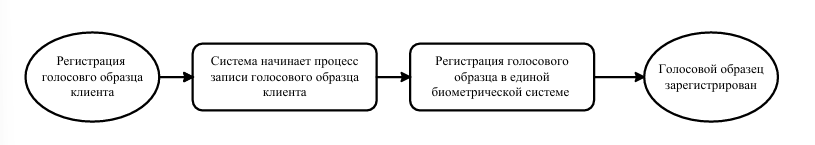 Регистрация
голосовго образца
клиента
Система начинает процесс
записи голосового образца
клиента
Регистрация голосового
образца в единой
биометрической системе
Голосовой образец
зарегистрирован